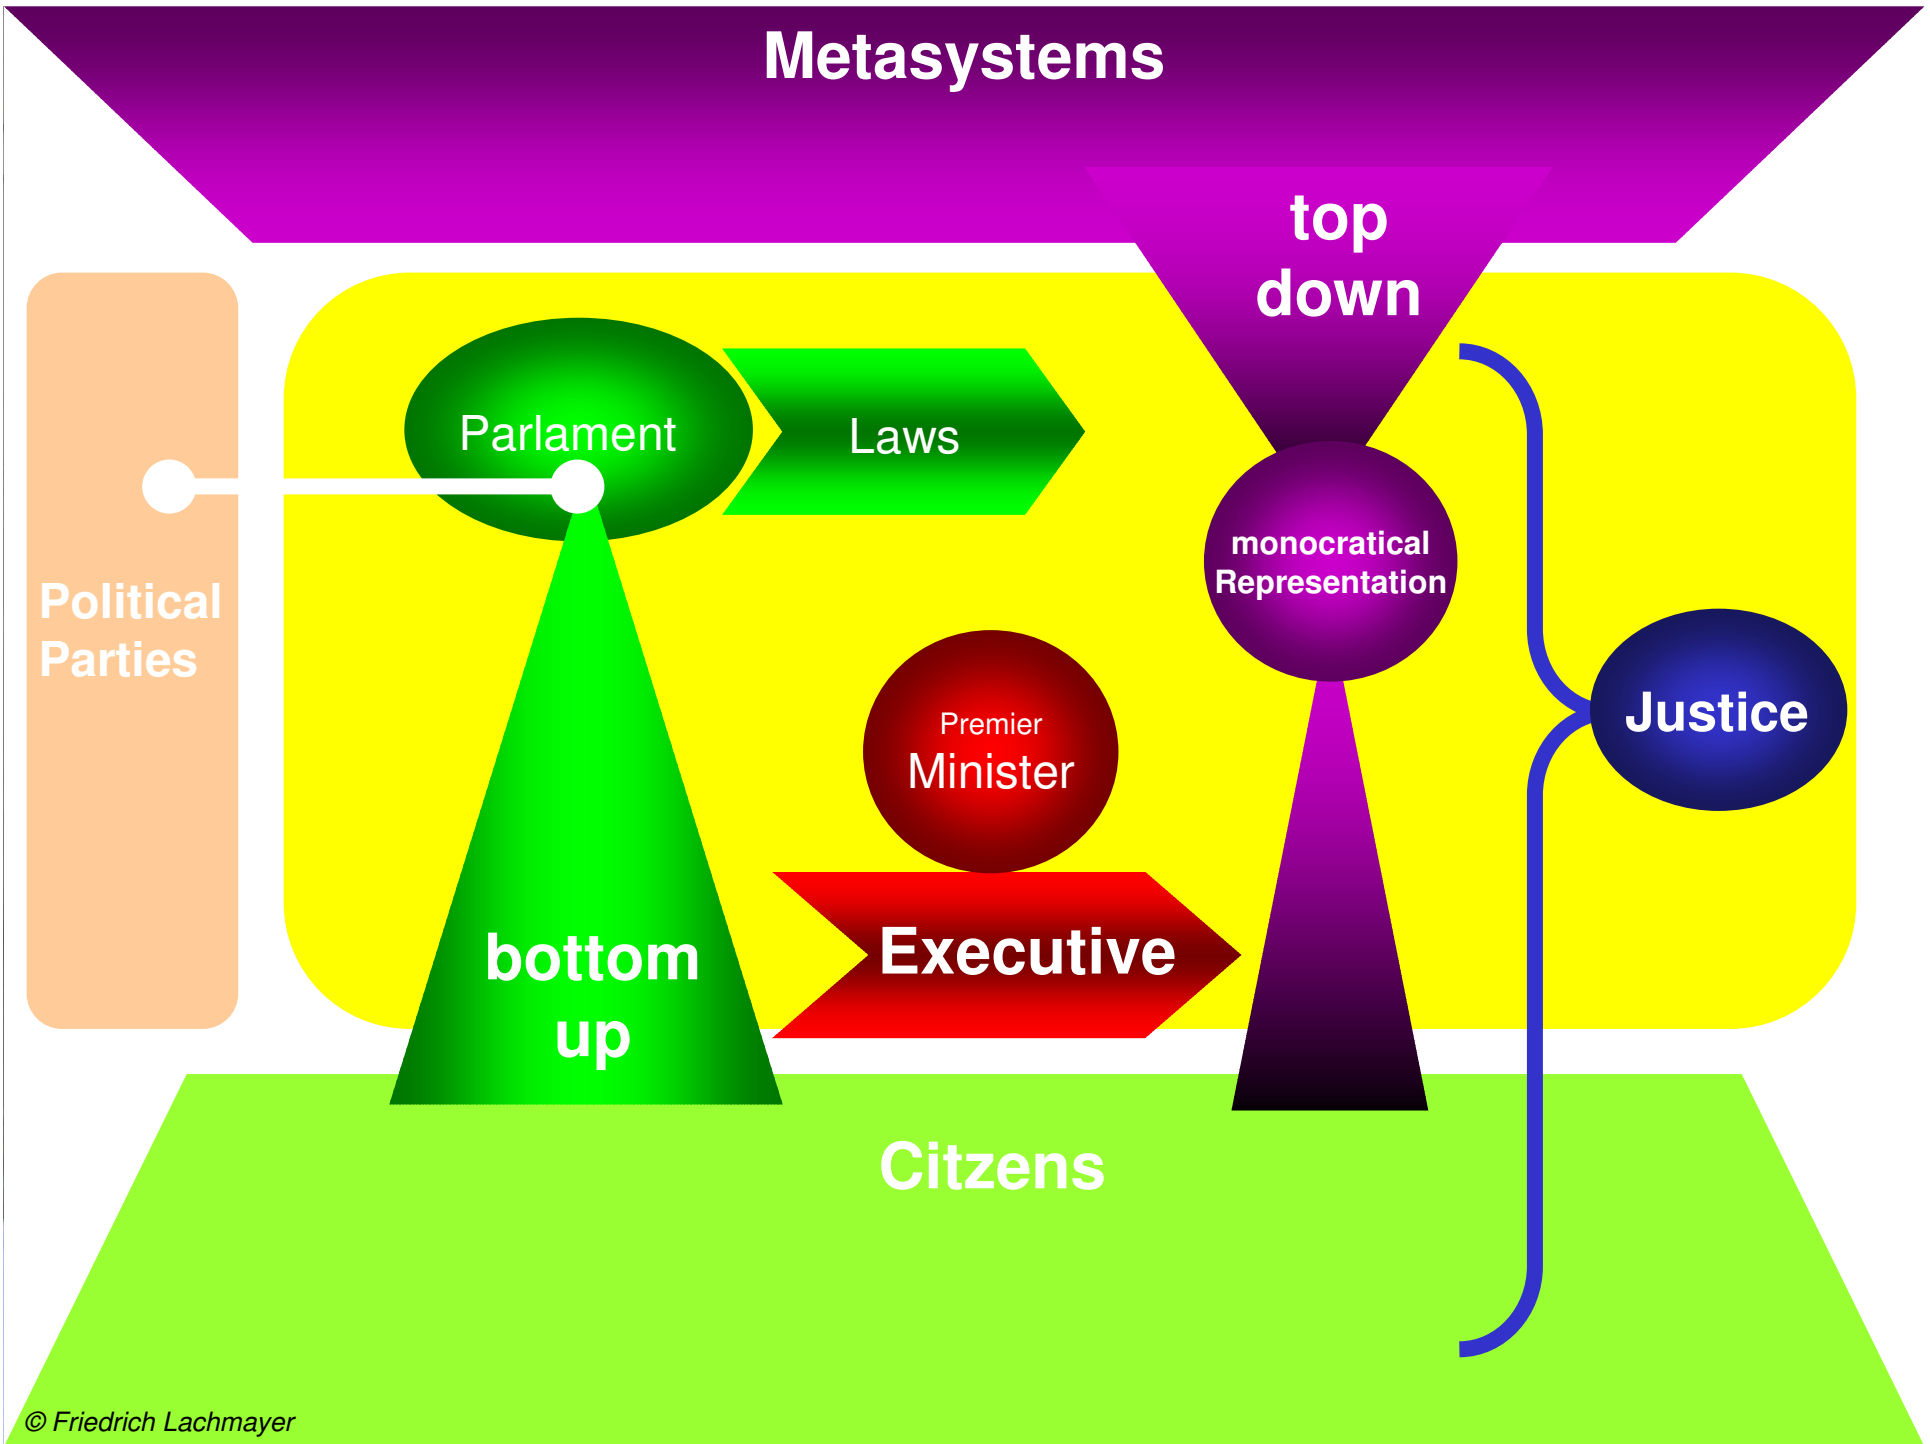 Metasystems
top
down
Parlament
Laws
monocratical
Representation
Political
Parties
Premier
Minister
Justice
Executive
bottom
up
Citzens
© Friedrich Lachmayer